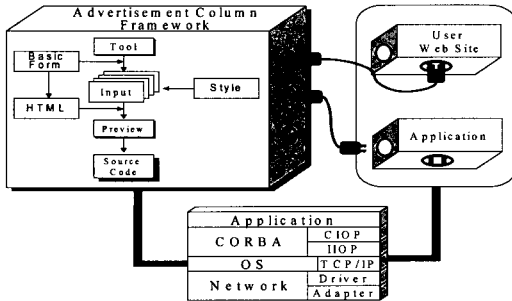 Advertisement Column
Framework
Tool
Basic
Form
Input
Style
HTML
Preview
Source
Code
User
Web Site
Application
Application
CORBA
CIOP
IIOP
OS
TCP/IP
Network
Driver
Adapter